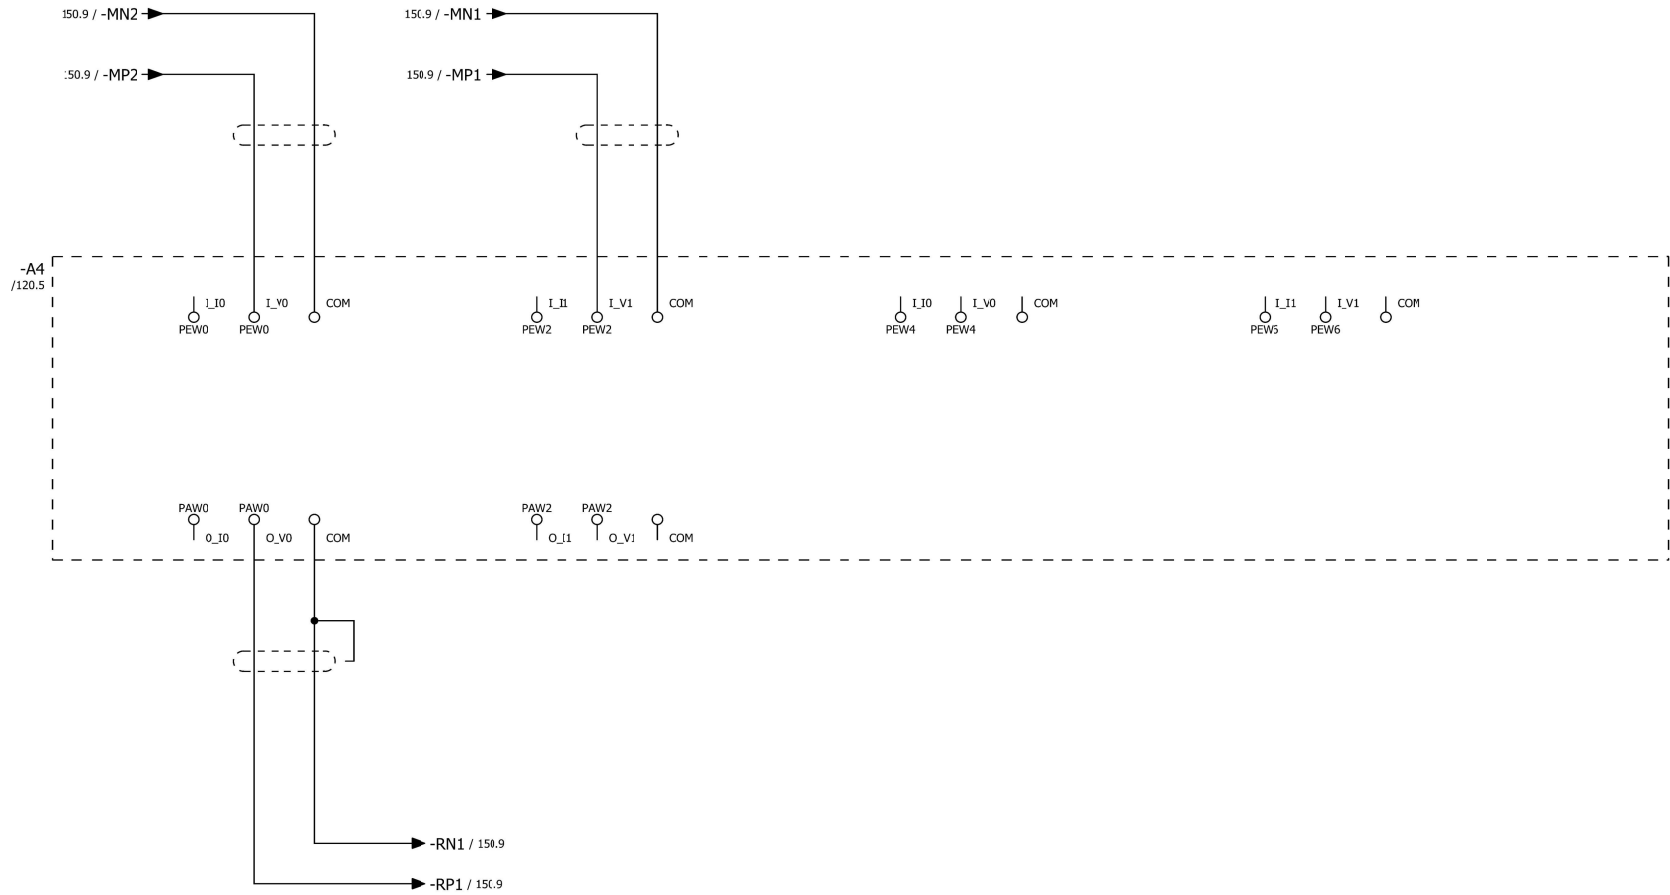 150.9 / -MN2
150.9 / -MN1
150.9 / -MP2
150.9 / -MP1
-A4
/120.5
I_I0 I_V0 COM I_I1 I_V1 COM I_I0 I_V0 COM I_I1 I_V1 COM
PEW0 PEW0 PEW2 PEW2 PEW4 PEW4 PEW5 PEW6
PAW0 PAW0 PAW2 PAW2
O_I0 O_V0 COM O_I1 O_V1 COM
-RN1 / 150.9
-RP1 / 150.9